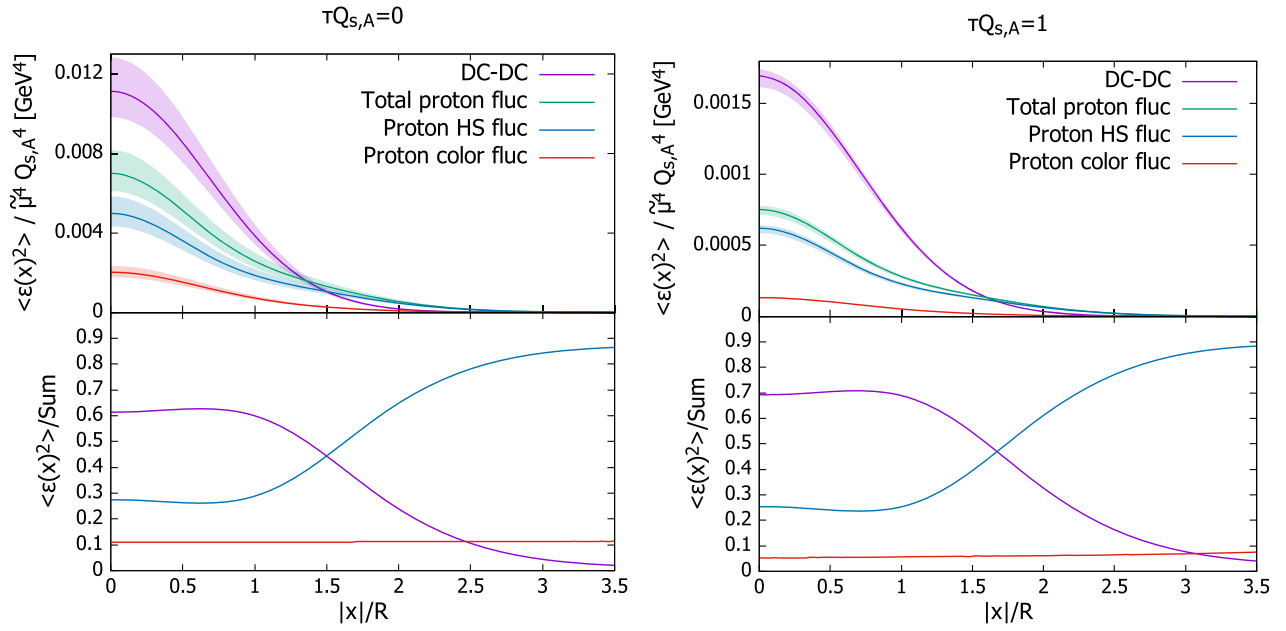 τQs,A=0
<ε(x)²> / μ̃⁴ Qs,A⁴ [GeV⁴]
0.012
0.008
0.004
0
DC-DC
Total proton fluc
Proton HS fluc
Proton color fluc
<ε(x)²>/Sum
0.9
0.8
0.7
0.6
0.5
0.4
0.3
0.2
0.1
0
0 0.5 1 1.5 2 2.5 3 3.5
|x|/R
τQs,A=1
<ε(x)²> / μ̃⁴ Qs,A⁴ [GeV⁴]
0.0015
0.001
0.0005
0
DC-DC
Total proton fluc
Proton HS fluc
Proton color fluc
<ε(x)²>/Sum
0.9
0.8
0.7
0.6
0.5
0.4
0.3
0.2
0.1
0
0 0.5 1 1.5 2 2.5 3 3.5
|x|/R